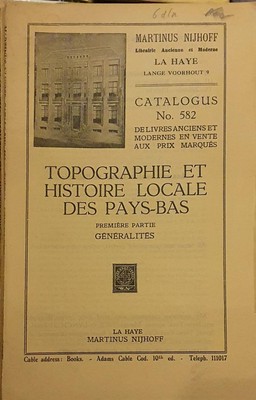 MARTINUS NIJHOFF
Librairie Ancienne et Moderne
LA HAYE
LANGE VOORHOUT 9
CATALOGUS
No. 582
DE LIVRES ANCIENS ET
MODERNES EN VENTE
AUX PRIX MARQUÉS
TOPOGRAPHIE ET
HISTOIRE LOCALE
DES PAYS-BAS
PREMIÈRE PARTIE
GÉNÉRALITÉS
LA HAYE
MARTINUS NIJHOFF
Cable address: Books. - Adams Cable Cod. 10th ed. - Teleph. 111017